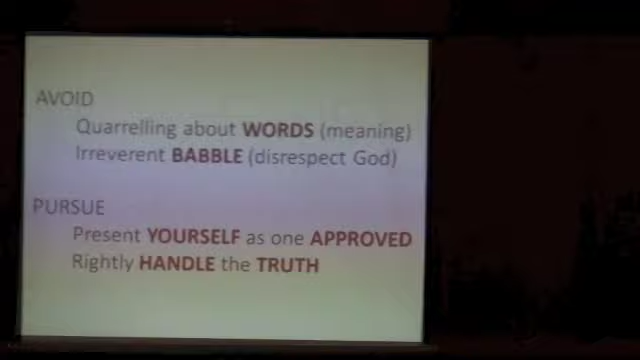 AVOID
Quarrelling about WORDS (meaning)
Irreverent BABBLE (disrespect God)
PURSUE
Present YOURSELF as one APPROVED
Rightly HANDLE the TRUTH